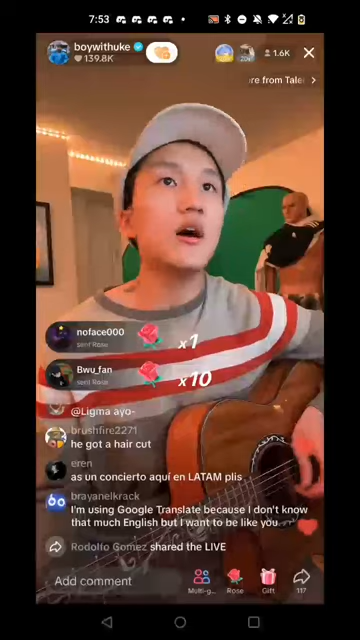 7:53
boywithuke
139.8K
20+
1.6K
re from Tale
noface000
sent Rose
x1
Bwu_fan
sent Rose
x10
@Ligma ayo-
brushfire2271
he got a hair cut
eren
as un concierto aquí en LATAM plis
brayanelkrack
I'm using Google Translate because I don't know
that much English but I want to be like you
Rodolfo Gomez shared the LIVE
Add comment
Multi-g...
Rose
Gift
117